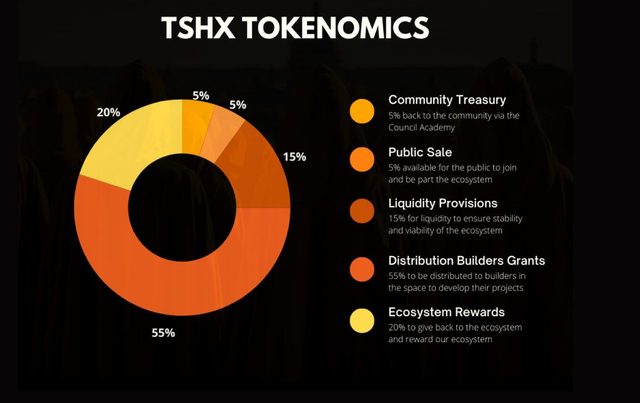 TSHX TOKENOMICS
5%
5%
20%
15%
55%
Community Treasury
5% back to the community via the
Council Academy
Public Sale
5% available for the public to join
and be part the ecosystem
Liquidity Provisions
15% for liquidity to ensure stability
and viability of the ecosystem
Distribution Builders Grants
55% to be distributed to builders in
the space to develop their projects
Ecosystem Rewards
20% to give back to the ecosystem
and reward our ecosystem